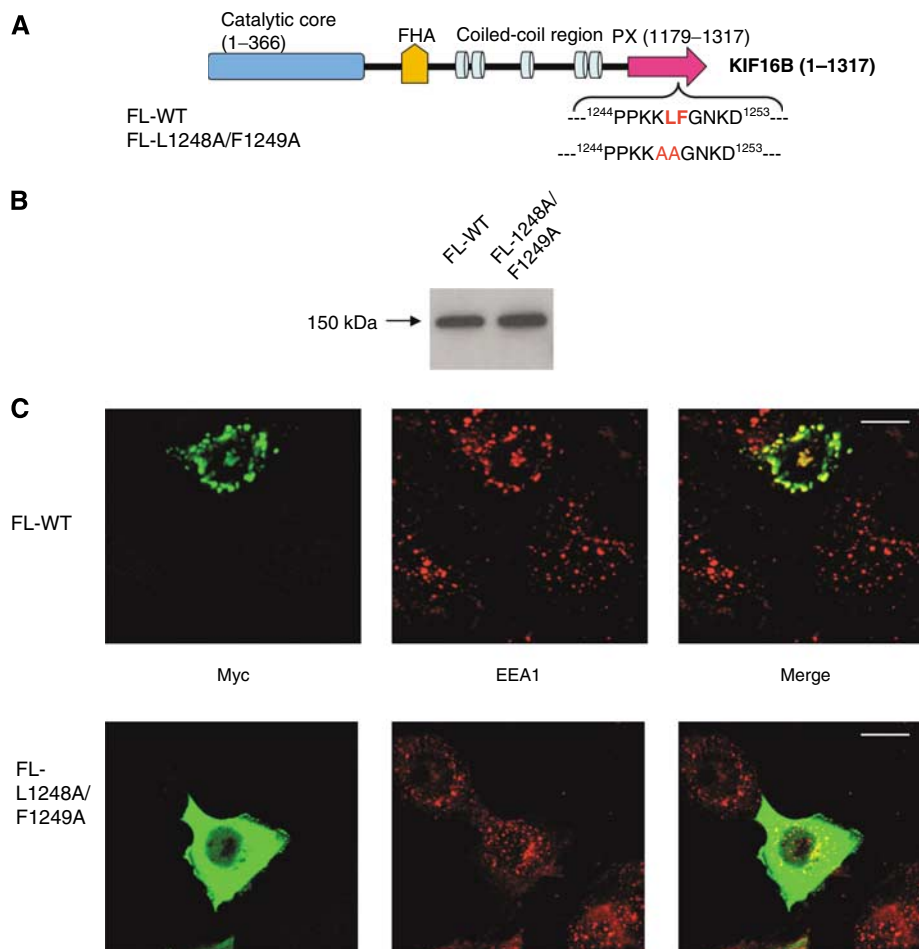 A
Catalytic core
(1–366)
FHA
Coiled-coil region
PX (1179–1317)
KIF16B (1–1317)
FL-WT
FL-L1248A/F1249A
---1244PPKKLFGNKD1253---
---1244PPKKAAGNKD1253---
B
FL-WT
FL-1248A/
F1249A
150 kDa
C
FL-WT
Myc
EEA1
Merge
FL-
L1248A/
F1249A